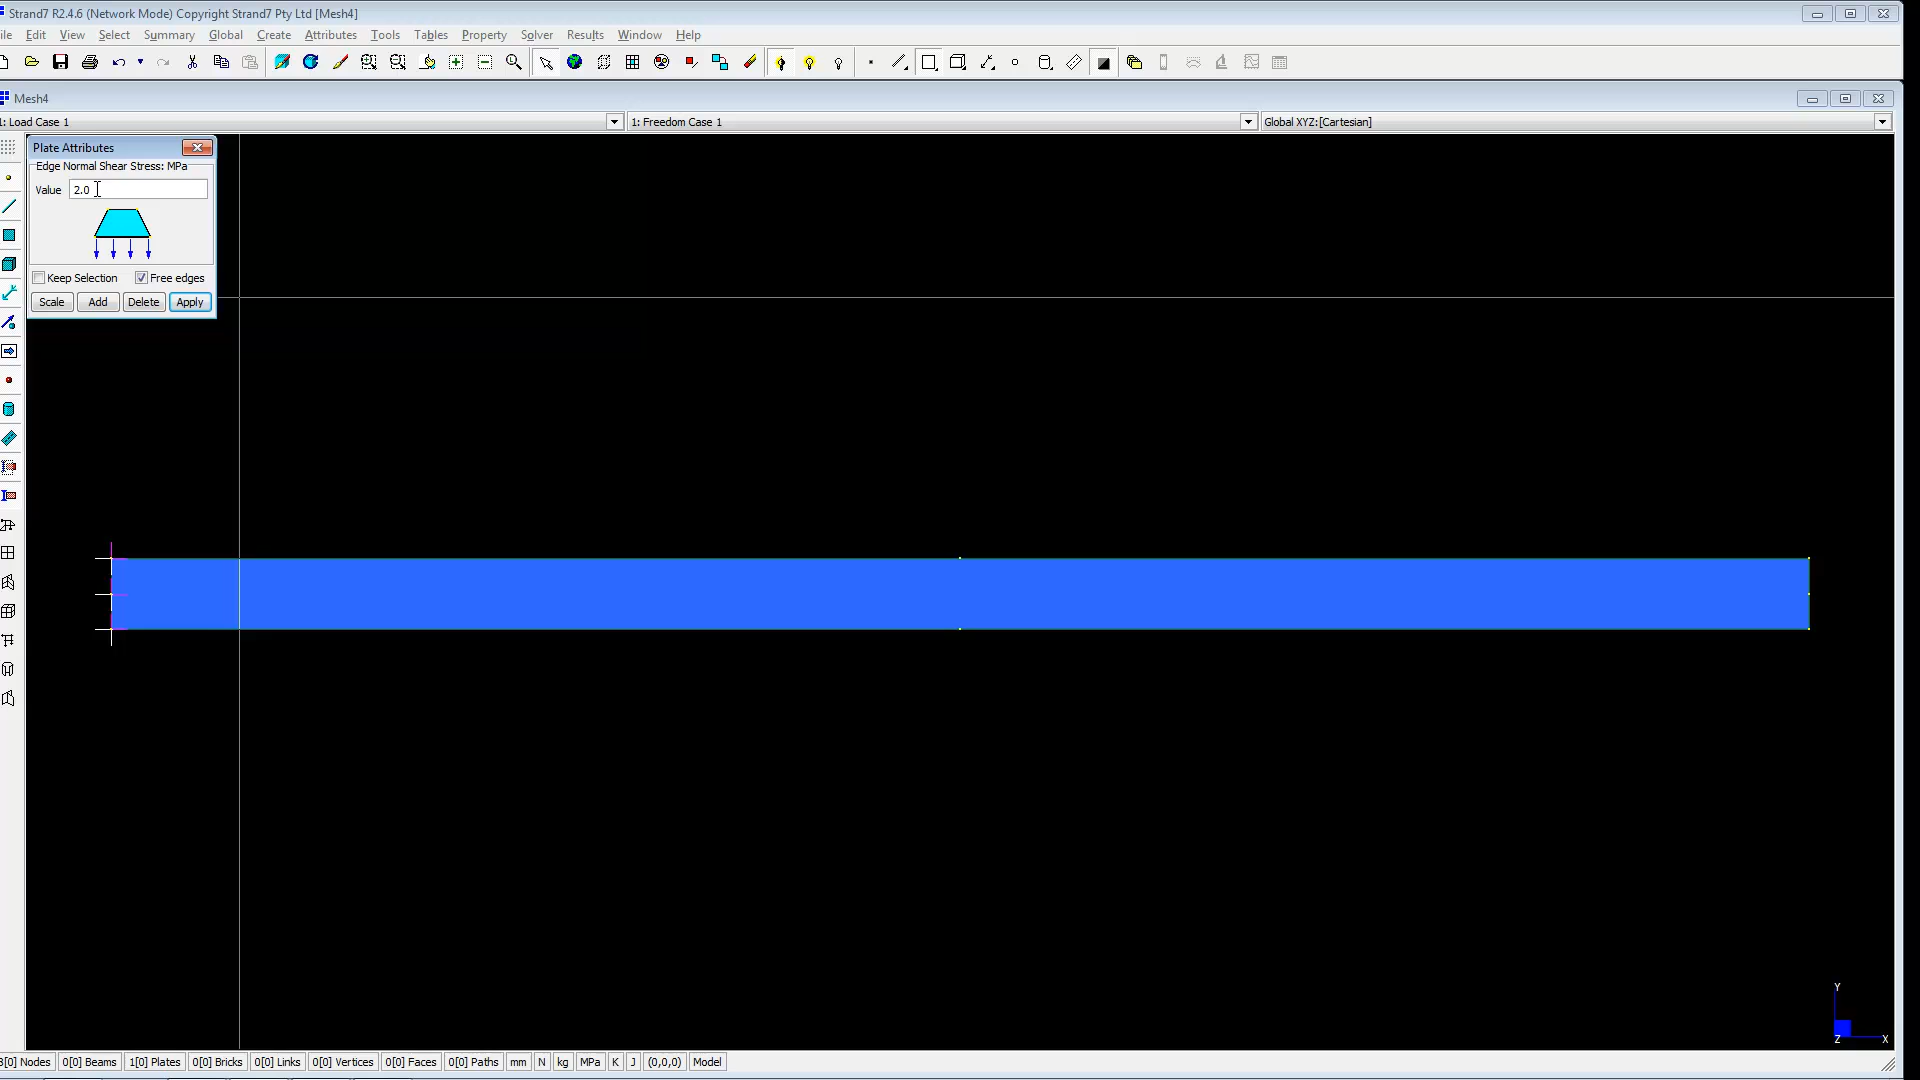 Strand7 R2.4.6 (Network Mode) Copyright Strand7 Pty Ltd [Mesh4]
ile Edit View Select Summary Global Create Attributes Tools Tables Property Solver Results Window Help
Mesh4
1: Load Case 1 1: Freedom Case 1 Global XYZ:[Cartesian]
Plate Attributes
Edge Normal Shear Stress: MPa
Value 2.0
Keep Selection Free edges
Scale Add Delete Apply
Y
Z X
[0] Nodes 0[0] Beams 1[0] Plates 0[0] Bricks 0[0] Links 0[0] Vertices 0[0] Faces 0[0] Paths mm N kg MPa K J (0,0,0) Model